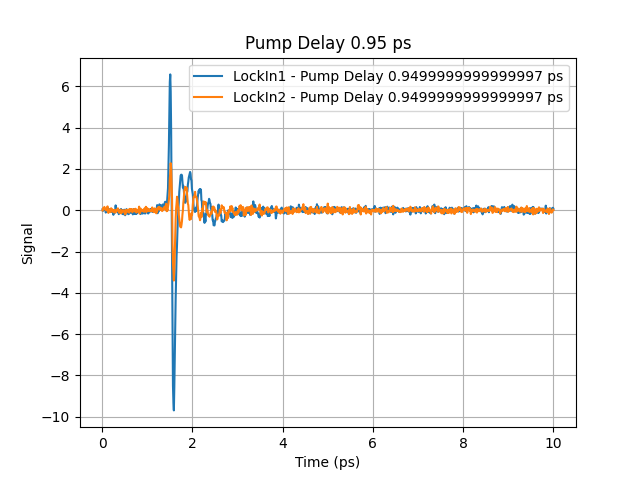 Pump Delay 0.95 ps
LockIn1 - Pump Delay 0.9499999999999997 ps
LockIn2 - Pump Delay 0.9499999999999997 ps
6
4
2
0
−2
−4
−6
−8
−10
Signal
0 2 4 6 8 10
Time (ps)